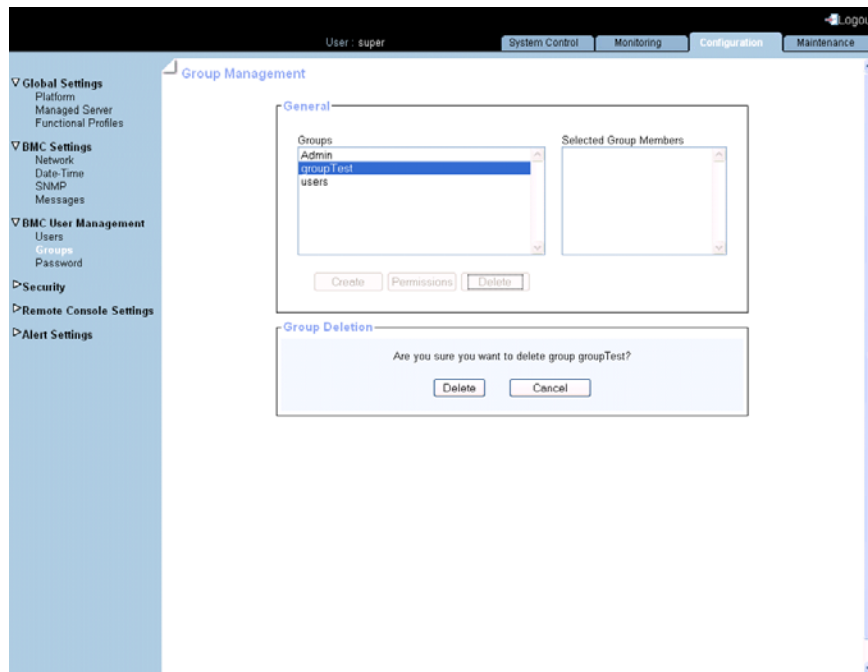 Logou
User : super
System Control
Monitoring
Configuration
Maintenance
Global Settings
Platform
Managed Server
Functional Profiles
BMC Settings
Network
Date-Time
SNMP
Messages
BMC User Management
Users
Groups
Password
Security
Remote Console Settings
Alert Settings
Group Management
General
Groups
Admin
groupTest
users
Selected Group Members
Create
Permissions
Delete
Group Deletion
Are you sure you want to delete group groupTest?
Delete
Cancel